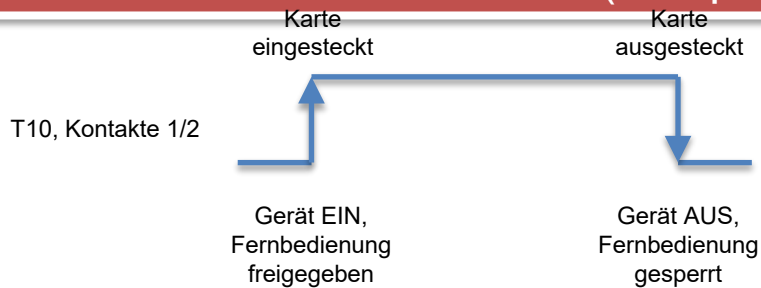 Karte
eingesteckt
Karte
ausgesteckt
T10, Kontakte 1/2
Gerät EIN,
Fernbedienung
freigegeben
Gerät AUS,
Fernbedienung
gesperrt